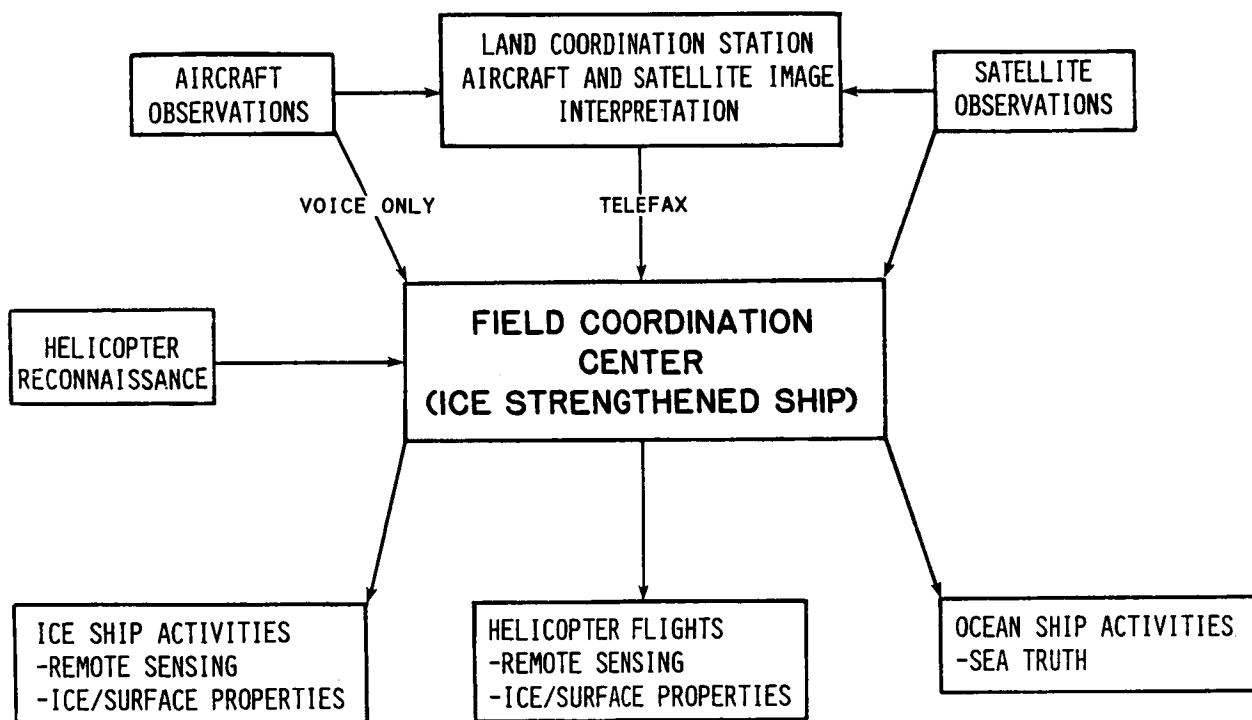 AIRCRAFT
OBSERVATIONS
LAND COORDINATION STATION
AIRCRAFT AND SATELLITE IMAGE
INTERPRETATION
SATELLITE
OBSERVATIONS
VOICE ONLY
TELEFAX
HELICOPTER
RECONNAISSANCE
FIELD COORDINATION
CENTER
(ICE STRENGTHENED SHIP)
ICE SHIP ACTIVITIES
-REMOTE SENSING
-ICE/SURFACE PROPERTIES
HELICOPTER FLIGHTS
-REMOTE SENSING
-ICE/SURFACE PROPERTIES
OCEAN SHIP ACTIVITIES
-SEA TRUTH